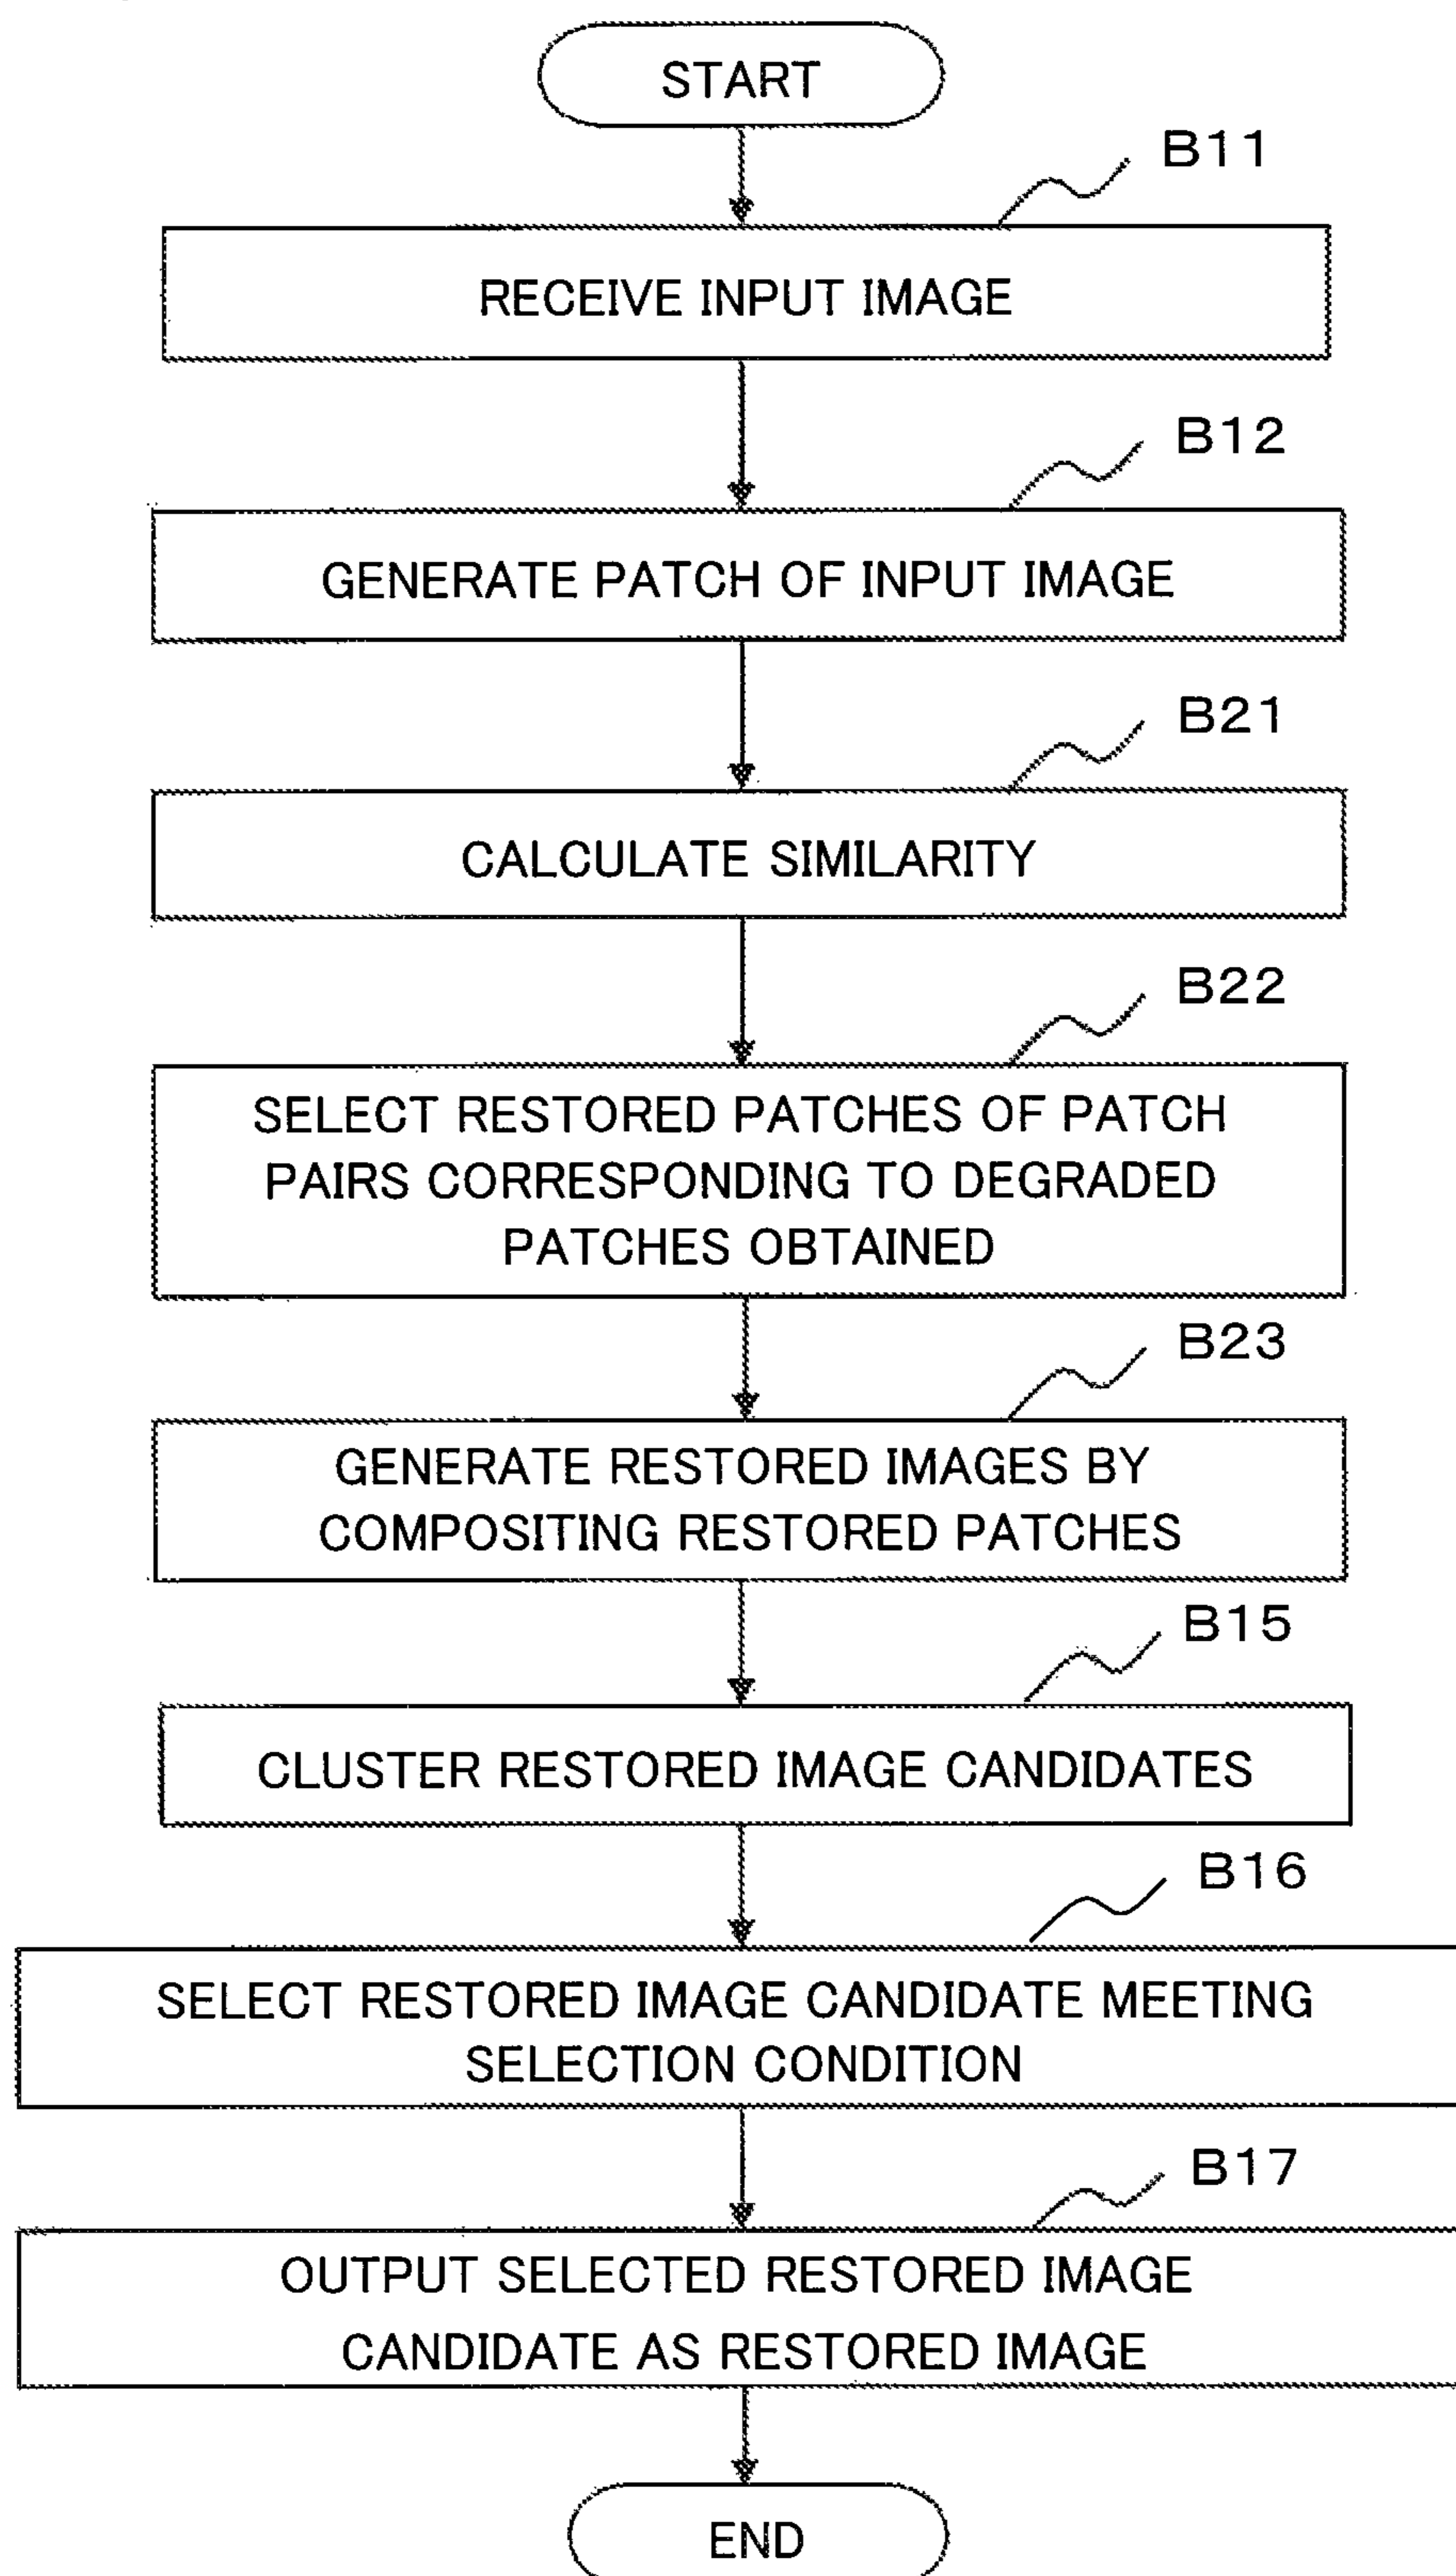 START
B11
RECEIVE INPUT IMAGE
B12
GENERATE PATCH OF INPUT IMAGE
B21
CALCULATE SIMILARITY
B22
SELECT RESTORED PATCHES OF PATCH
PAIRS CORRESPONDING TO DEGRADED
PATCHES OBTAINED
B23
GENERATE RESTORED IMAGES BY
COMPOSITING RESTORED PATCHES
B15
CLUSTER RESTORED IMAGE CANDIDATES
B16
SELECT RESTORED IMAGE CANDIDATE MEETING
SELECTION CONDITION
B17
OUTPUT SELECTED RESTORED IMAGE
CANDIDATE AS RESTORED IMAGE
END